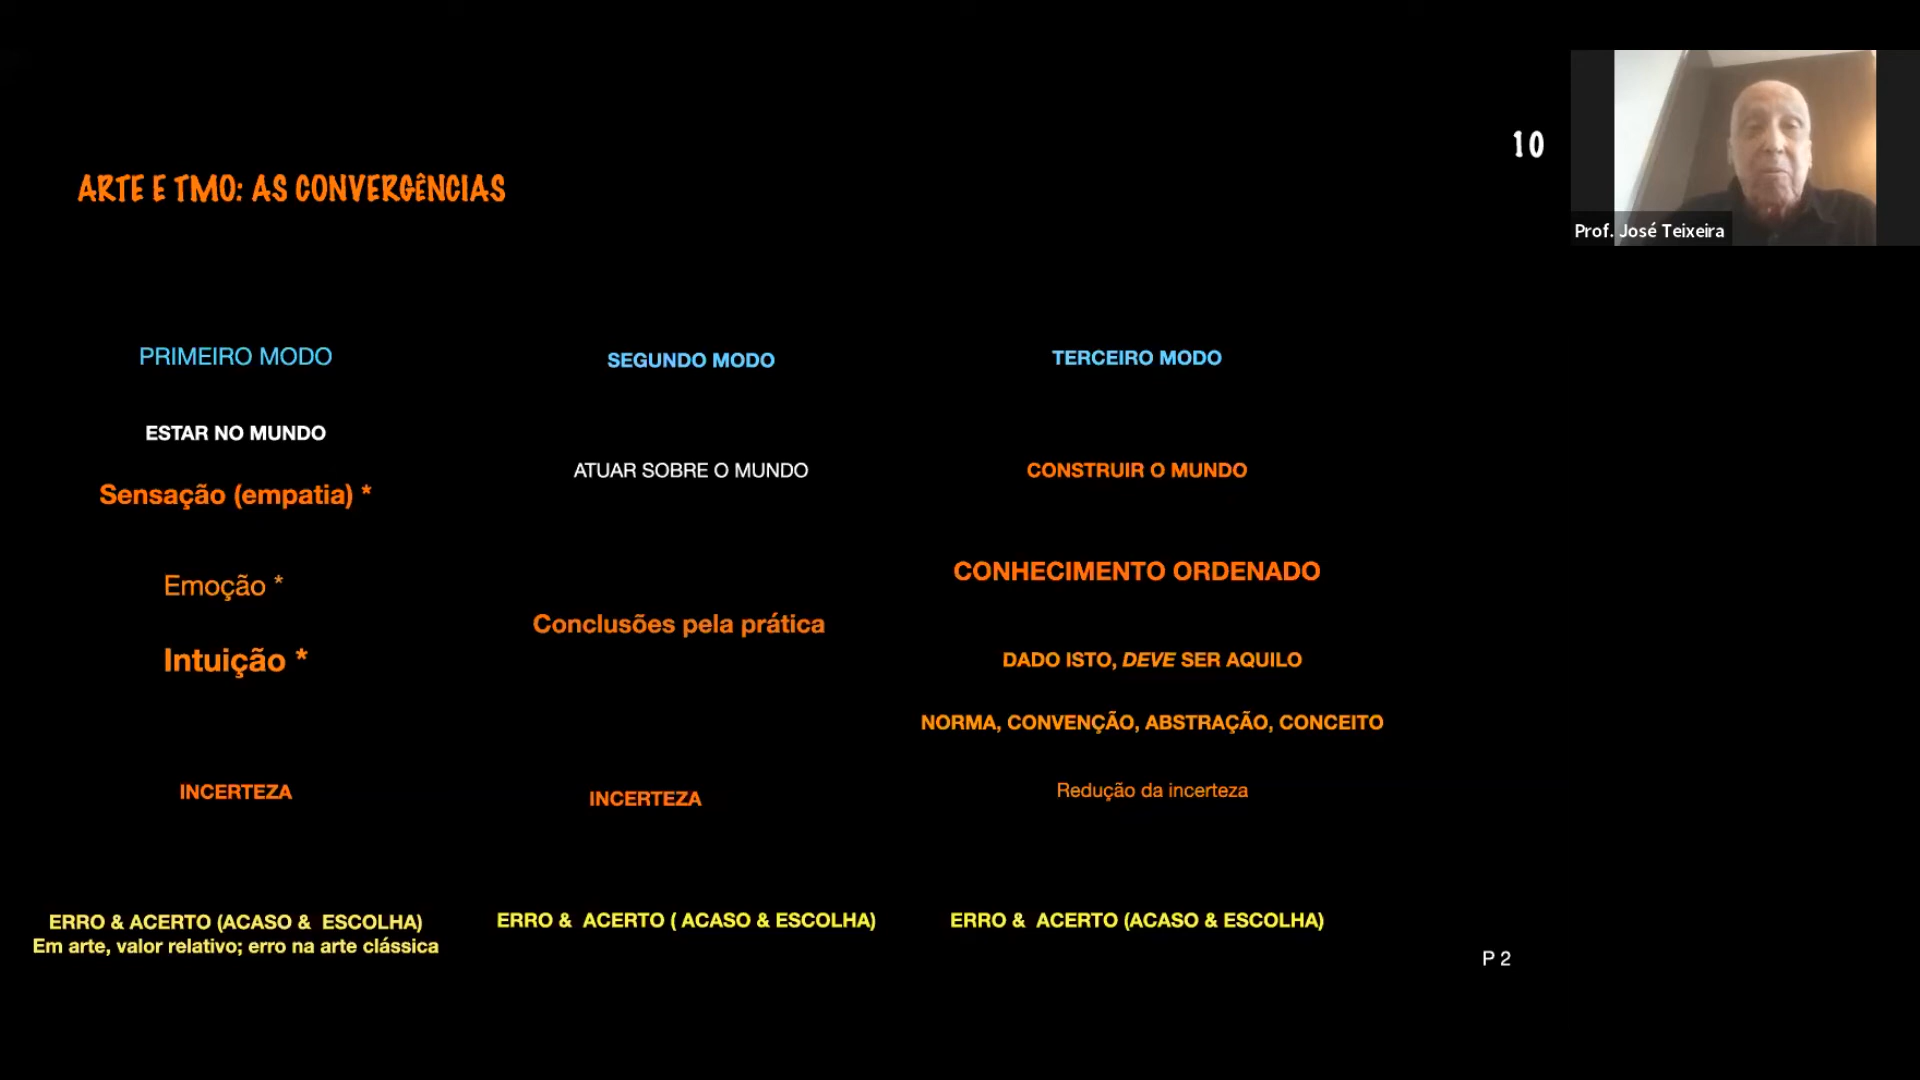 10
Prof. José Teixeira
ARTE E TMO: AS CONVERGÊNCIAS
PRIMEIRO MODO
ESTAR NO MUNDO
Sensação (empatia) *
Emoção *
Intuição *
INCERTEZA
ERRO & ACERTO (ACASO & ESCOLHA)
Em arte, valor relativo; erro na arte clássica
SEGUNDO MODO
ATUAR SOBRE O MUNDO
Conclusões pela prática
INCERTEZA
ERRO & ACERTO ( ACASO & ESCOLHA)
TERCEIRO MODO
CONSTRUIR O MUNDO
CONHECIMENTO ORDENADO
DADO ISTO, DEVE SER AQUILO
NORMA, CONVENÇÃO, ABSTRAÇÃO, CONCEITO
Redução da incerteza
ERRO & ACERTO (ACASO & ESCOLHA)
P 2